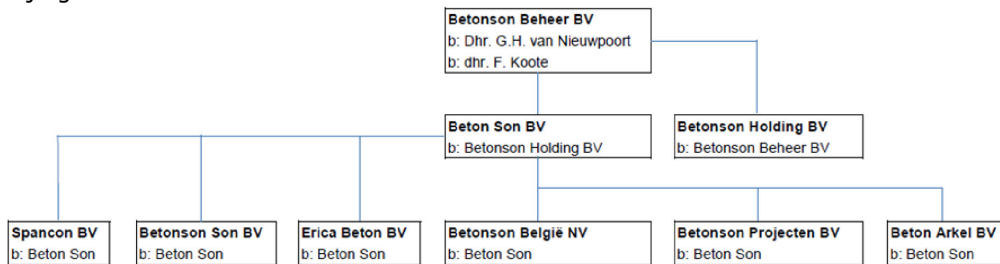 Betonson Beheer BV
b: Dhr. G.H. van Nieuwpoort
b: dhr. F. Koote
Beton Son BV
b: Betonson Holding BV
Betonson Holding BV
b: Betonson Beheer BV
Spancon BV
b: Beton Son
Betonson Son BV
b: Beton Son
Erica Beton BV
b: Beton Son
Betonson België NV
b: Beton Son
Betonson Projecten BV
b: Beton Son
Beton Arkel BV
b: Beton Son